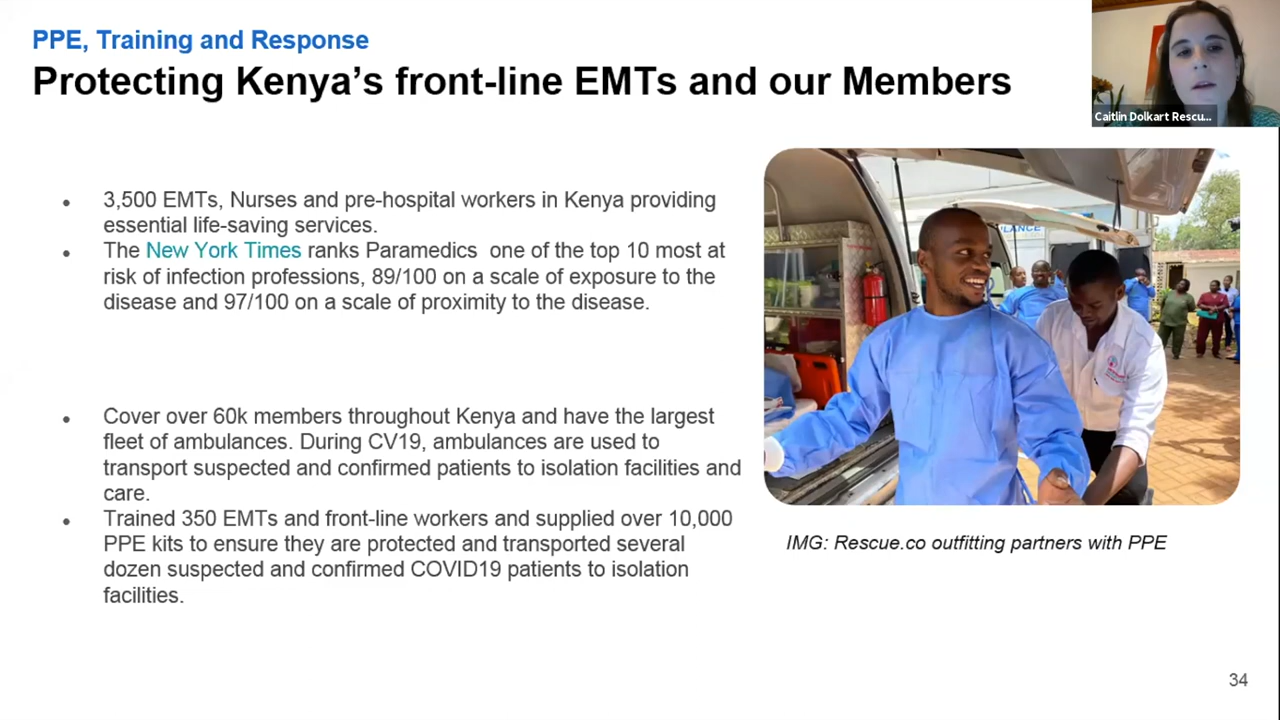 PPE, Training and Response
Protecting Kenya's front-line EMTs and our Members
Caitlin Dolkart Rescu...
• 3,500 EMTs, Nurses and pre-hospital workers in Kenya providing
essential life-saving services.
• The New York Times ranks Paramedics one of the top 10 most at
risk of infection professions, 89/100 on a scale of exposure to the
disease and 97/100 on a scale of proximity to the disease.
• Cover over 60k members throughout Kenya and have the largest
fleet of ambulances. During CV19, ambulances are used to
transport suspected and confirmed patients to isolation facilities and
care.
• Trained 350 EMTs and front-line workers and supplied over 10,000
PPE kits to ensure they are protected and transported several
dozen suspected and confirmed COVID19 patients to isolation
facilities.
IMG: Rescue.co outfitting partners with PPE
34